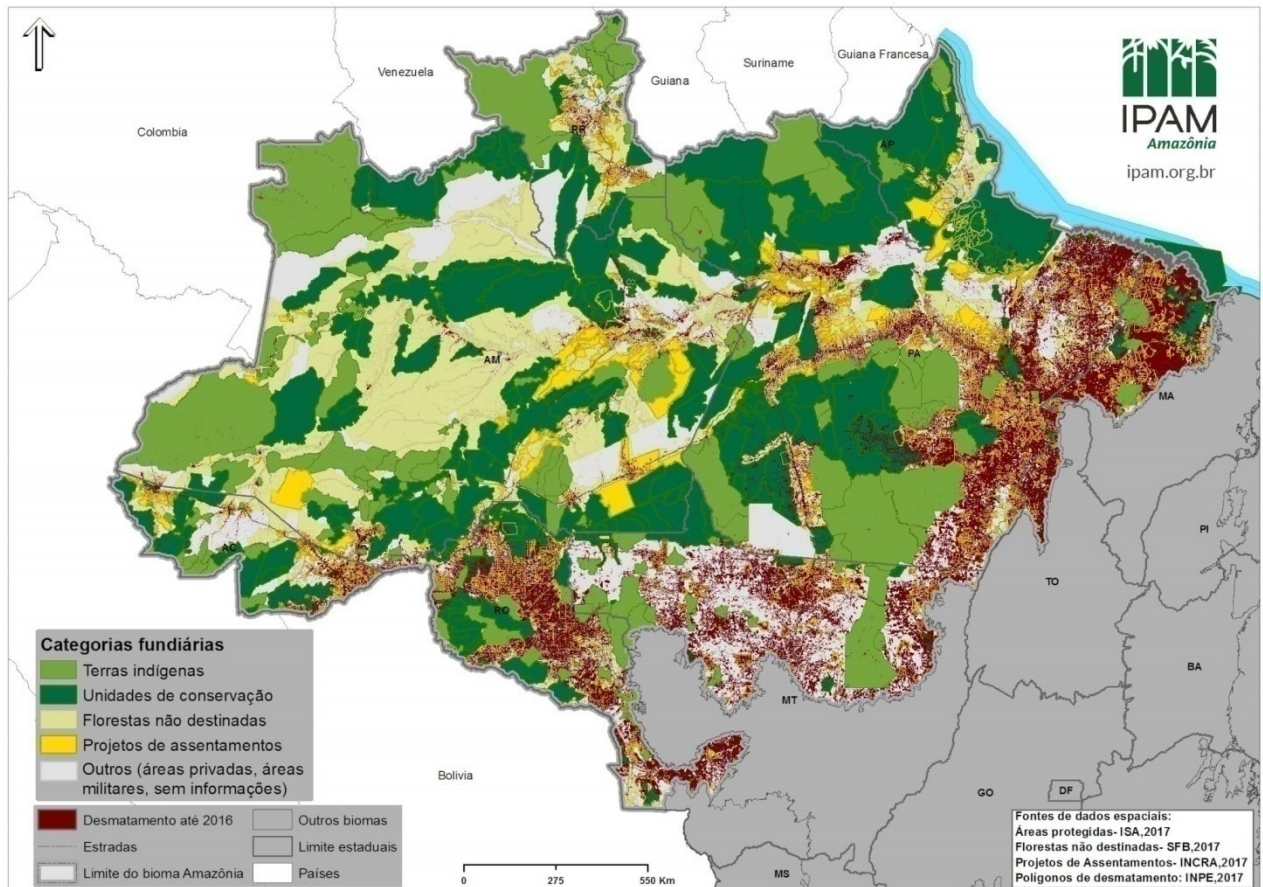 Venezuela
Guiana
Suriname
Guiana Francesa
Colombia
IPAM
Amazônia
ipam.org.br
RR
AP
AM
PA
MA
AC
RO
TO
PI
BA
MT
GO
DF
MS
Bolivia
Categorias fundiárias
Terras indígenas
Unidades de conservação
Florestas não destinadas
Projetos de assentamentos
Outros (áreas privadas, áreas
militares, sem informações)
Desmatamento até 2016
Outros biomas
Estradas
Limite estaduais
Limite do bioma Amazônia
Países
0 275 550 Km
Fontes de dados espaciais:
Áreas protegidas- ISA,2017
Florestas não destinadas- SFB,2017
Projetos de Assentamentos- INCRA,2017
Polígonos de desmatamento: INPE,2017